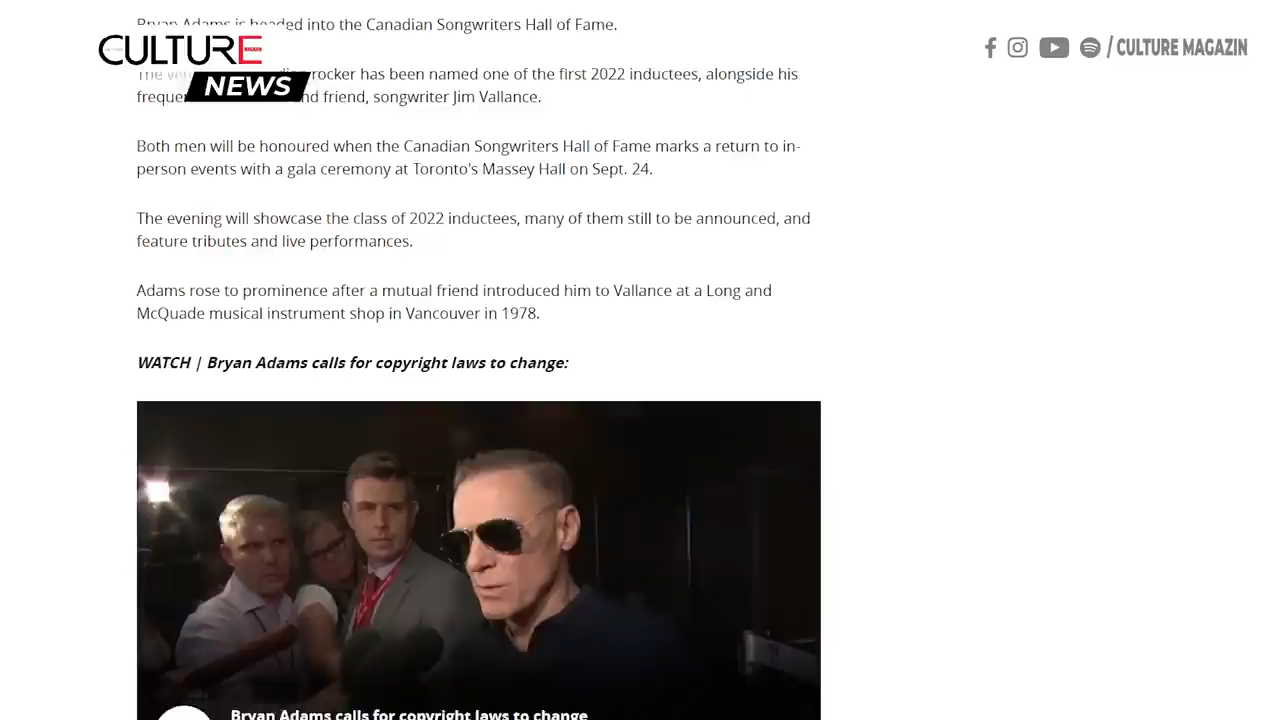 Bryan Adams is headed into the Canadian Songwriters Hall of Fame.
CULTURE
MAGAZIN
/ CULTURE MAGAZIN
The rocker has been named one of the first 2022 inductees, alongside his
NEWS
friend, songwriter Jim Vallance.
Both men will be honoured when the Canadian Songwriters Hall of Fame marks a return to in-
person events with a gala ceremony at Toronto's Massey Hall on Sept. 24.
The evening will showcase the class of 2022 inductees, many of them still to be announced, and
feature tributes and live performances.
Adams rose to prominence after a mutual friend introduced him to Vallance at a Long and
McQuade musical instrument shop in Vancouver in 1978.
WATCH | Bryan Adams calls for copyright laws to change:
Bryan Adams calls for copyright laws to change